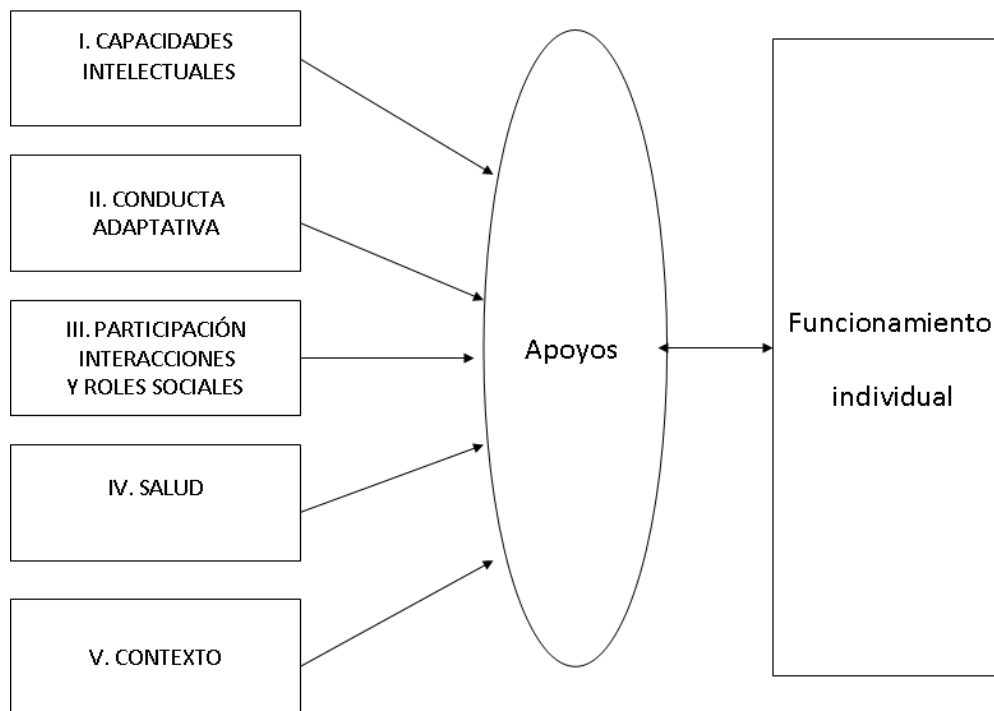 I. CAPACIDADES
INTELECTUALES
II. CONDUCTA
ADAPTATIVA
III. PARTICIPACIÓN
INTERACCIONES
Y ROLES SOCIALES
IV. SALUD
V. CONTEXTO
Apoyos
Funcionamiento
individual